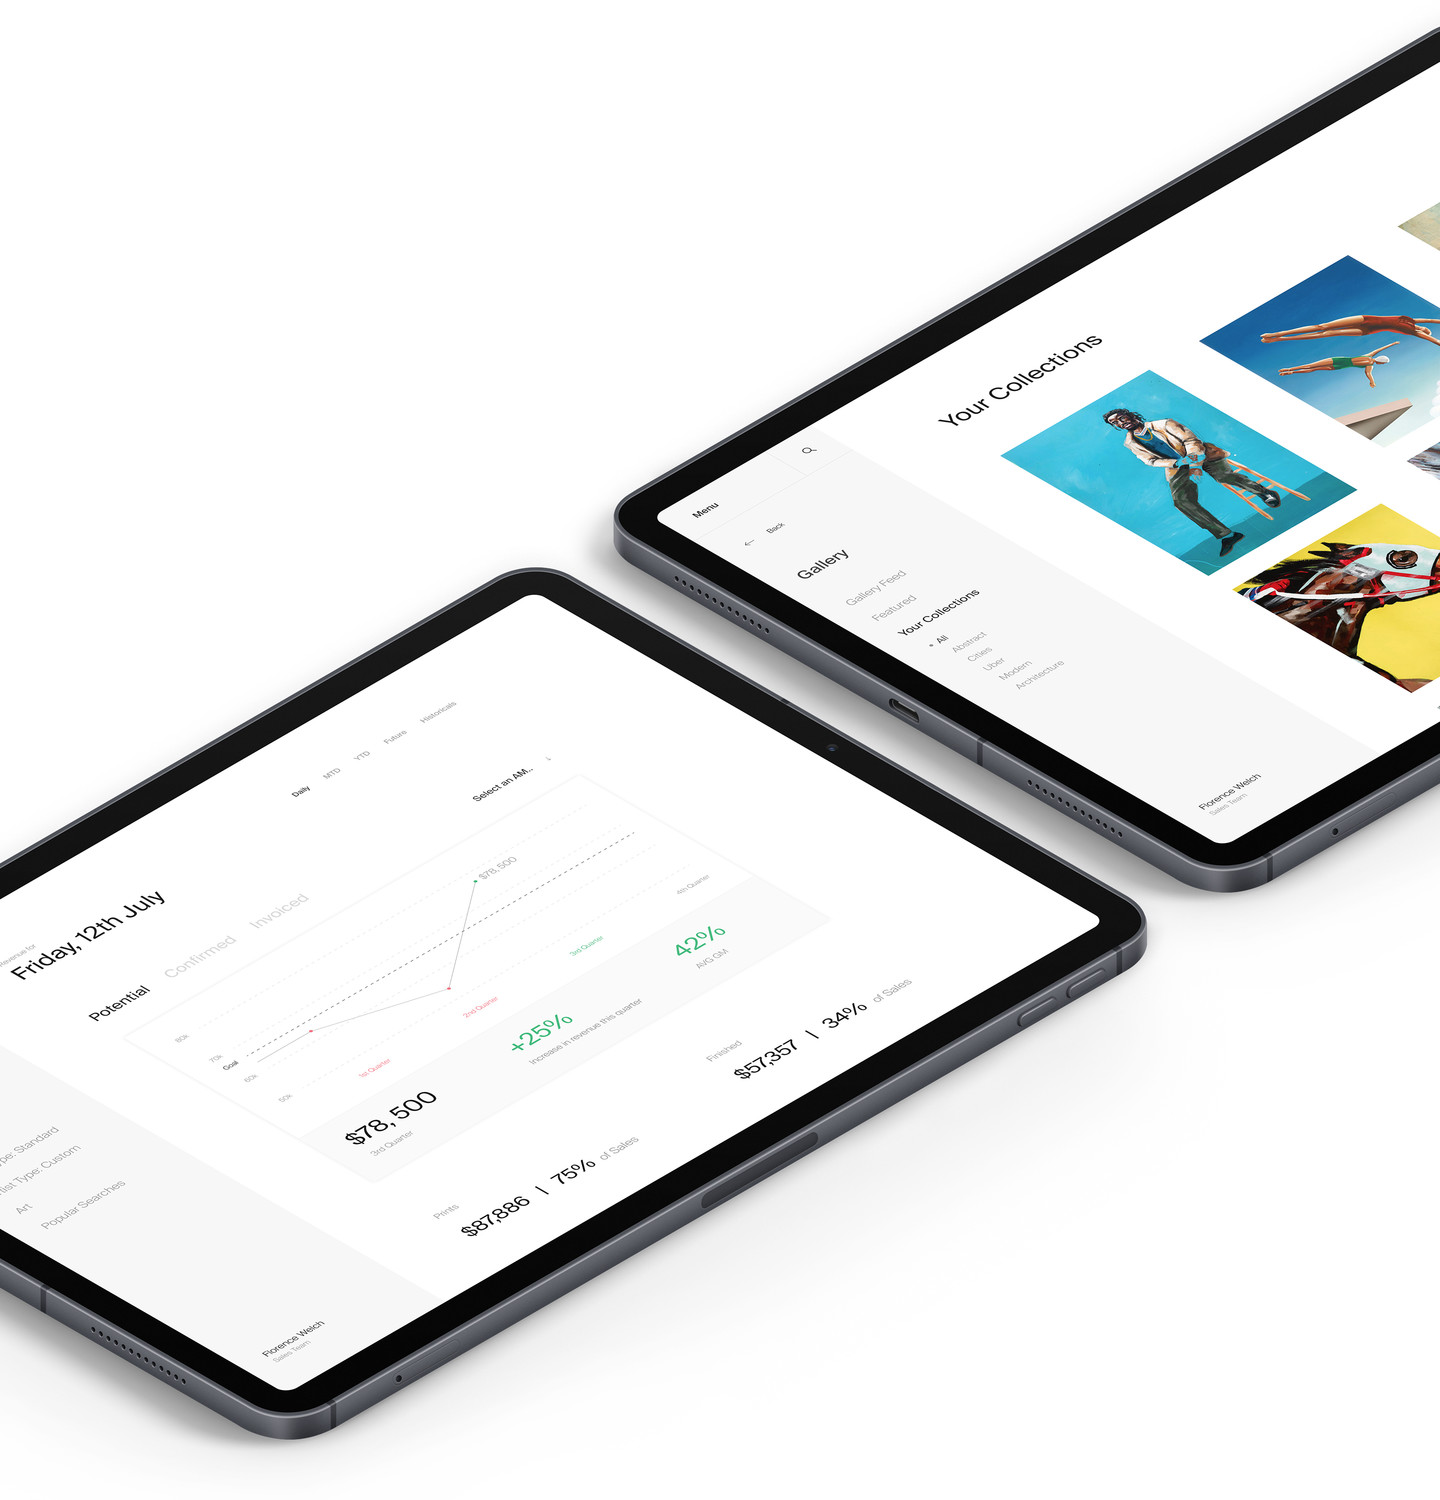 Your Collections
Menu
Back
Gallery
Gallery Feed
Featured
Your Collections
• All
Abstract
Cities
Uber
Modern
Architecture
Florence Welch
Sales Team
Daily
MTD
YTD
Future
Historicals
Select an AM..
Revenue for
Friday, 12th July
Potential
Confirmed
Invoiced
80k
70k
Goal
60k
50k
$78,500
1st Quarter
2nd Quarter
3rd Quarter
4th Quarter
$78,500
3rd Quarter
+25%
Increase in revenue this quarter
42%
AVG GM
Prints
$87,886 \ 75% of Sales
Finished
$57,357 \ 34% of Sales
Type: Standard
Artist Type: Custom
Art
Popular Searches
Florence Welch
Sales Team